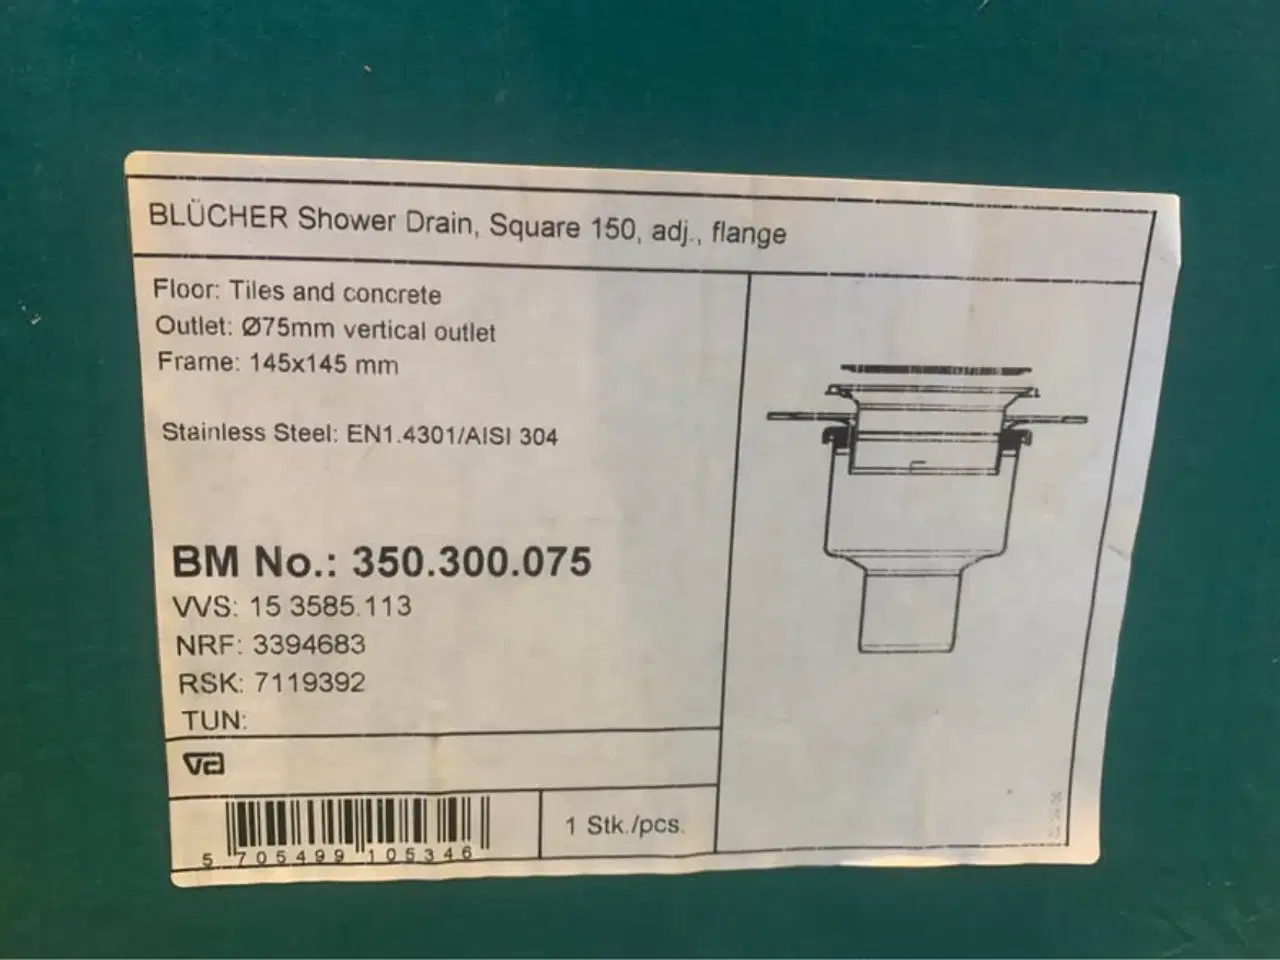 BLÜCHER Shower Drain, Square 150, adj., flange
Floor: Tiles and concrete
Outlet: Ø75mm vertical outlet
Frame: 145x145 mm
Stainless Steel: EN1.4301/AISI 304
BM No.: 350.300.075
VVS: 15 3585.113
NRF: 3394683
RSK: 7119392
TUN:
va
5 705499 105346
1 Stk./pcs.